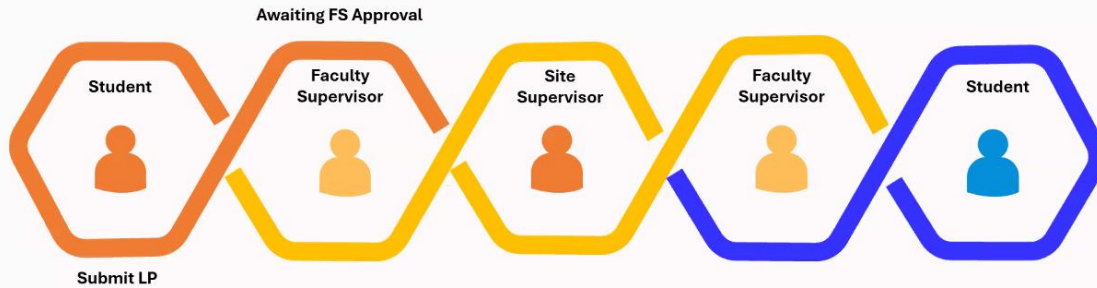 Awaiting FS Approval
Student
Faculty
Supervisor
Site
Supervisor
Faculty
Supervisor
Student
Submit LP